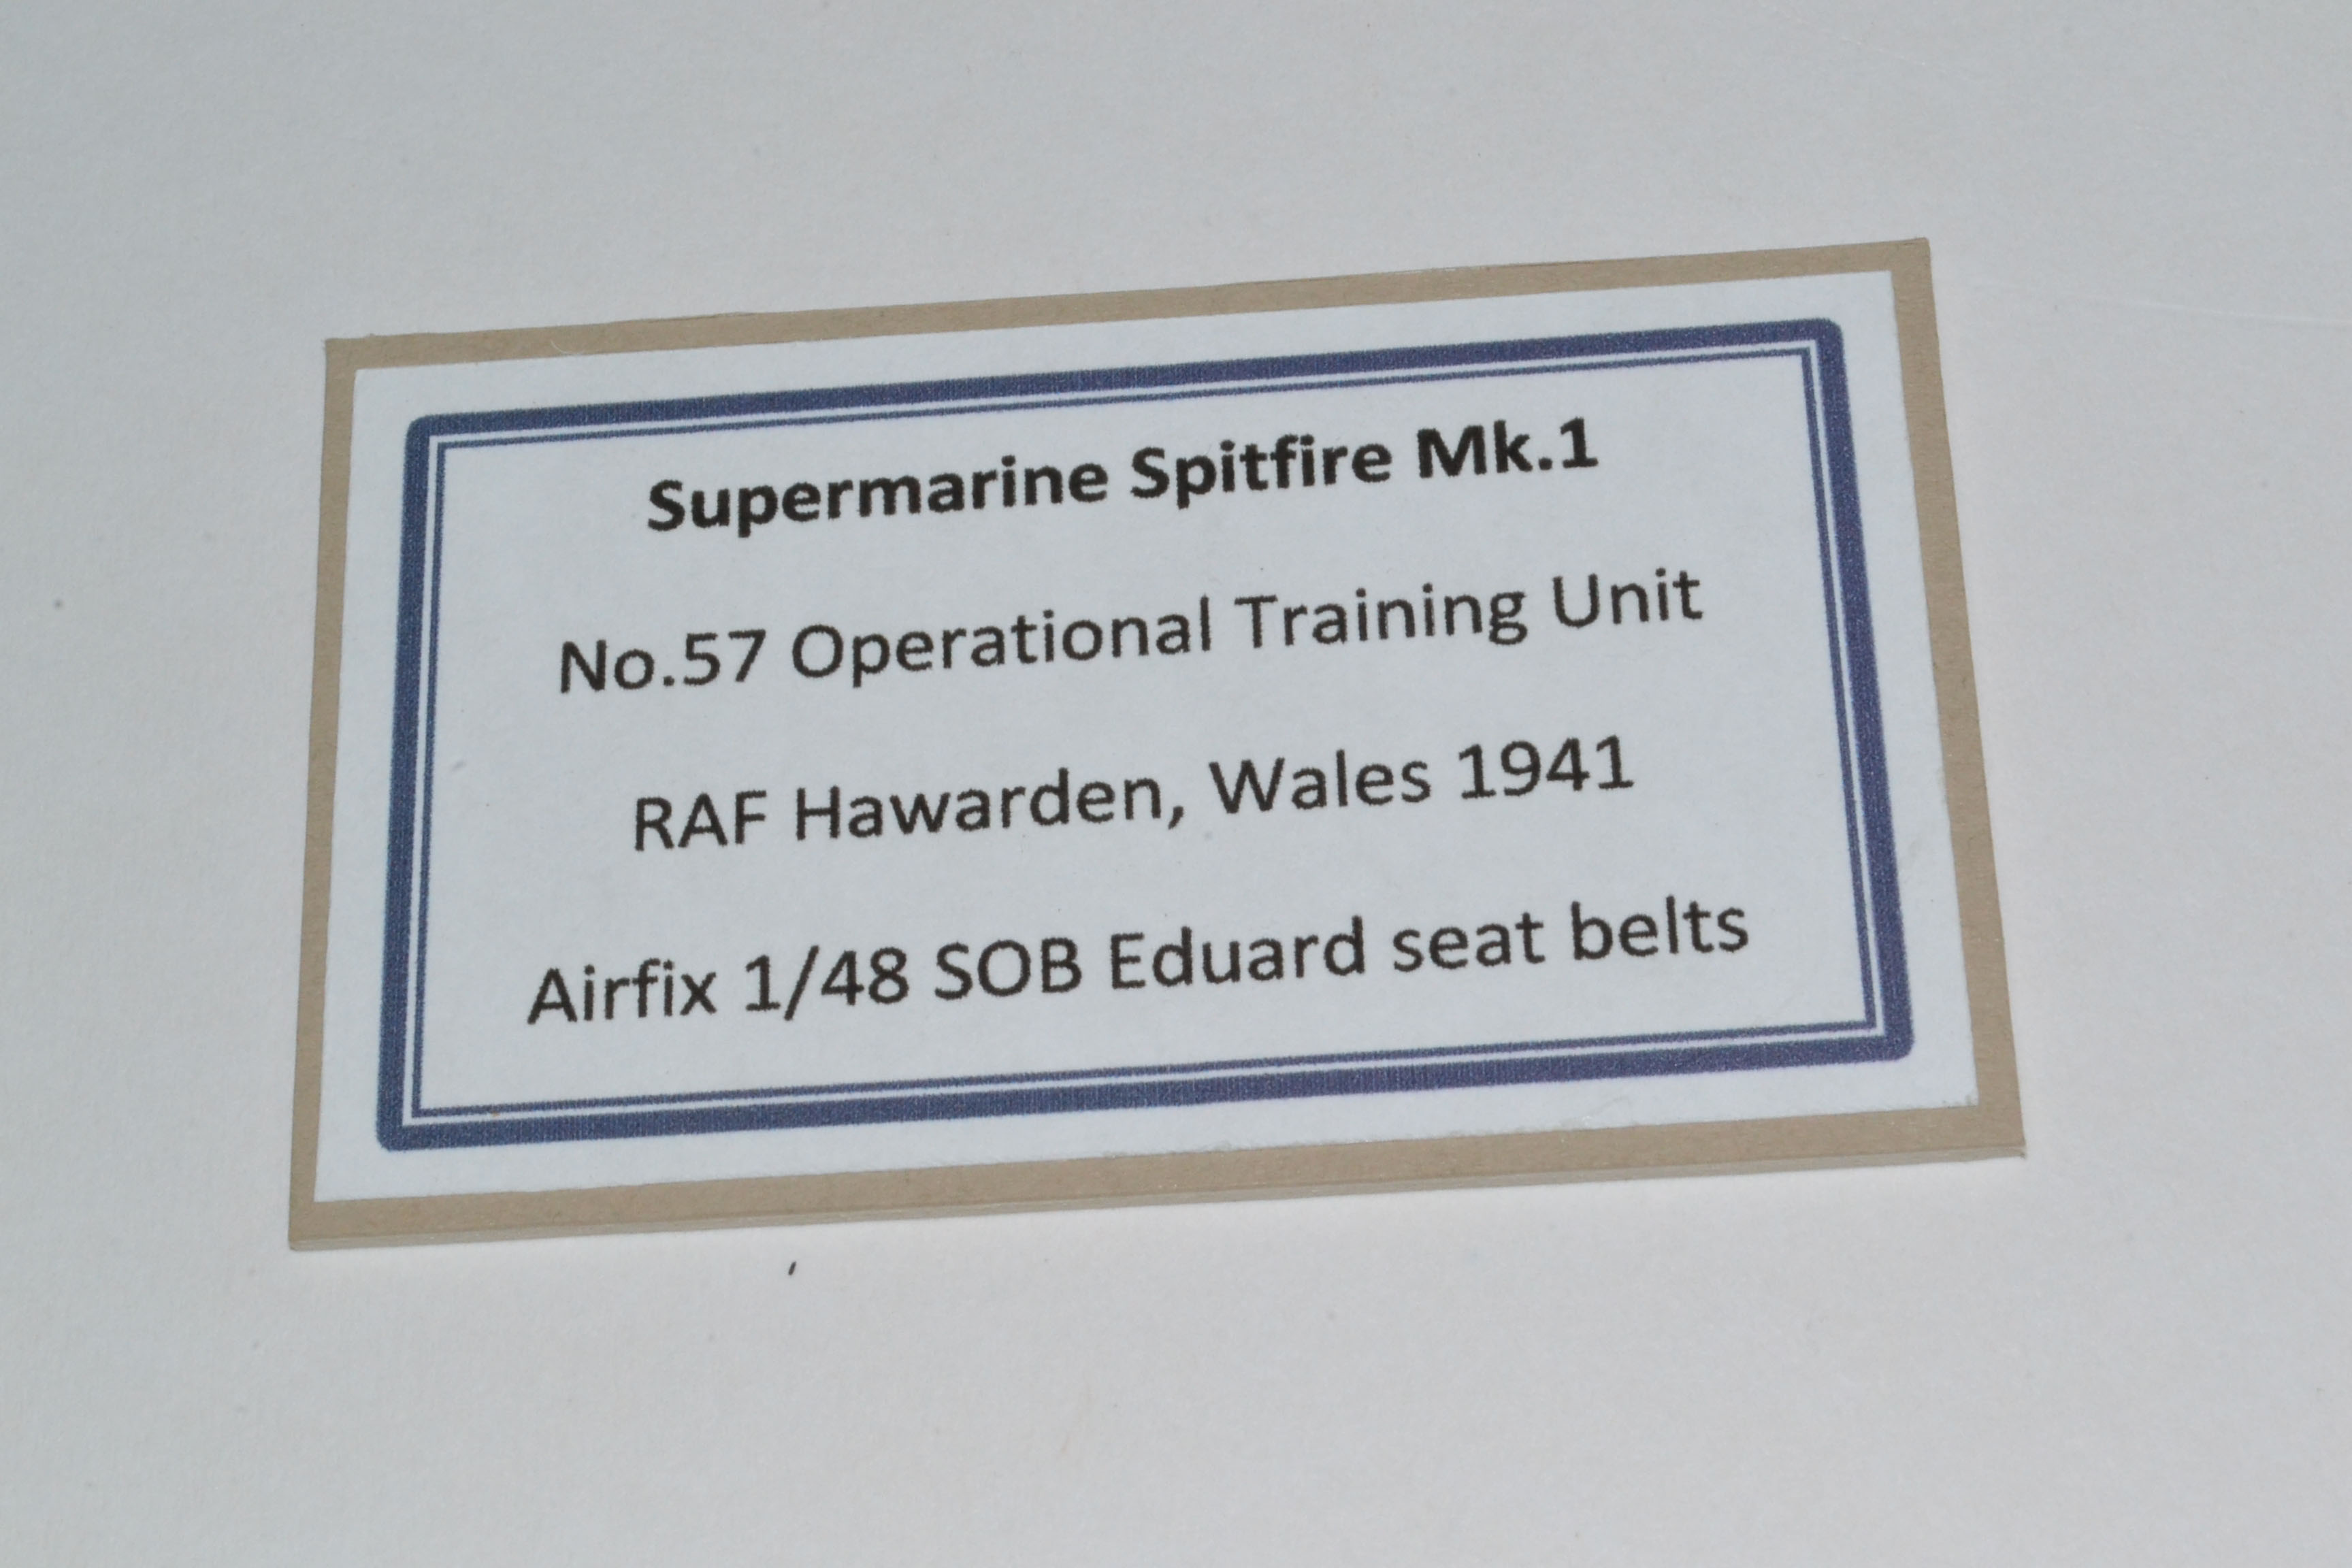 Supermarine Spitfire Mk.1
No.57 Operational Training Unit
RAF Hawarden, Wales 1941
Airfix 1/48 SOB Eduard seat belts